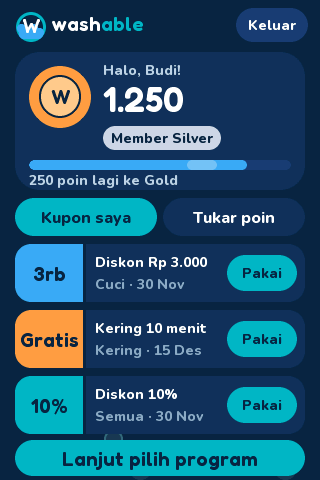 W washable
Keluar
Halo, Budi!
W
1.250
Member Silver
250 poin lagi ke Gold
Kupon saya
Tukar poin
3rb
Diskon Rp 3.000
Cuci · 30 Nov
Pakai
Gratis
Kering 10 menit
Kering · 15 Des
Pakai
10%
Diskon 10%
Semua · 30 Nov
Pakai
Lanjut pilih program